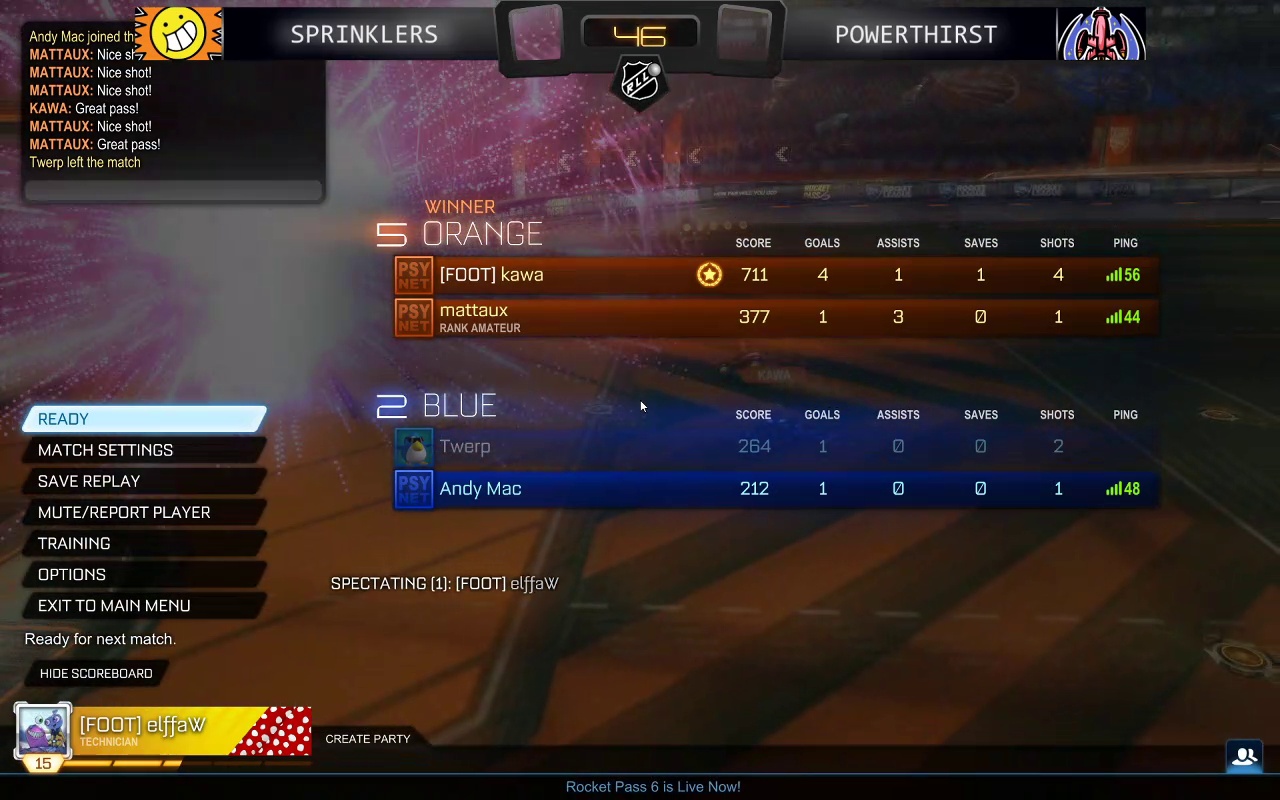 SPRINKLERS
46
POWERTHIRST
RLL
Andy Mac joined th
MATTAUX: Nice sh
MATTAUX: Nice shot!
MATTAUX: Nice shot!
KAWA: Great pass!
MATTAUX: Nice shot!
MATTAUX: Great pass!
Twerp left the match
WINNER
5 ORANGE
SCORE GOALS ASSISTS SAVES SHOTS PING
PSY NET [FOOT] kawa 711 4 1 1 4 56
PSY NET mattaux 377 1 3 0 1 44
RANK AMATEUR
KAWA
2 BLUE
SCORE GOALS ASSISTS SAVES SHOTS PING
Twerp 264 1 0 0 2
PSY NET Andy Mac 212 1 0 0 1 48
SPECTATING [1]: [FOOT] elffaW
READY
MATCH SETTINGS
SAVE REPLAY
MUTE/REPORT PLAYER
TRAINING
OPTIONS
EXIT TO MAIN MENU
Ready for next match.
HIDE SCOREBOARD
[FOOT] elffaW
TECHNICIAN
15
CREATE PARTY
Rocket Pass 6 is Live Now!